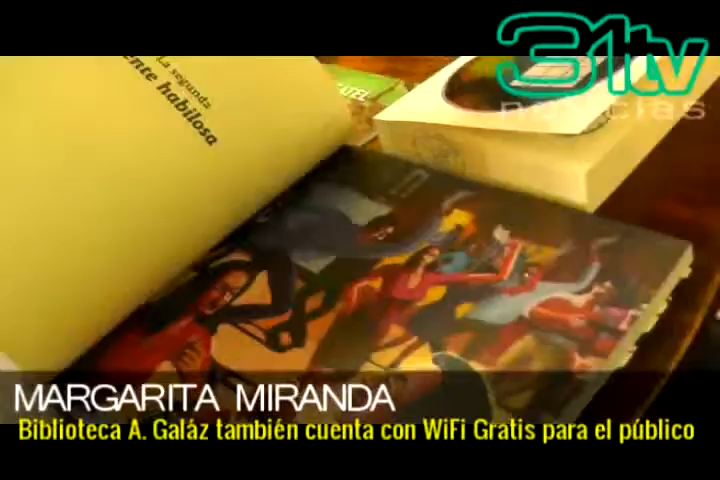 31tv
noticias
La segunda
ente habilosa
MARGARITA MIRANDA
Biblioteca A. Galáz también cuenta con WiFi Gratis para el público